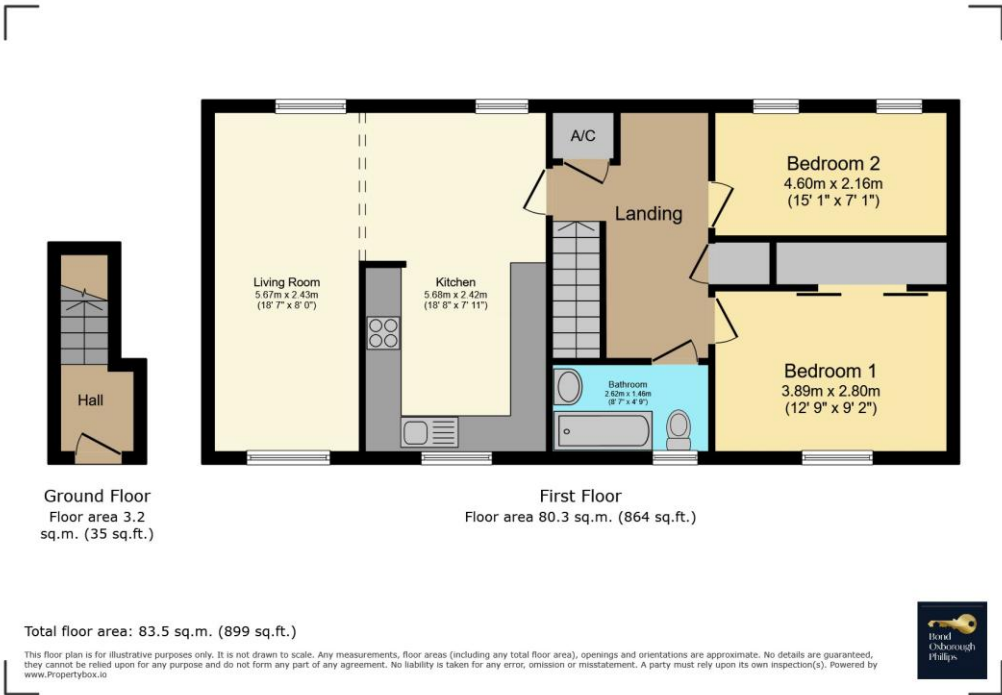 A/C
Bedroom 2
4.60m x 2.16m
(15' 1" x 7' 1")
Landing
Living Room
5.67m x 2.43m
(18' 7" x 8' 0")
Kitchen
5.68m x 2.42m
(18' 8" x 7' 11")
Bedroom 1
3.89m x 2.80m
(12' 9" x 9' 2")
Bathroom
2.62m x 1.46m
(8' 7" x 4' 9")
Hall
Ground Floor
Floor area 3.2
sq.m. (35 sq.ft.)
First Floor
Floor area 80.3 sq.m. (864 sq.ft.)
Total floor area: 83.5 sq.m. (899 sq.ft.)
This floor plan is for illustrative purposes only. It is not drawn to scale. Any measurements, floor areas (including any total floor area), openings and orientations are approximate. No details are guaranteed,
they cannot be relied upon for any purpose and do not form any part of any agreement. No liability is taken for any error, omission or misstatement. A party must rely upon its own inspection(s). Powered by
www.Propertybox.io
Bond
Oxborough
Phillips